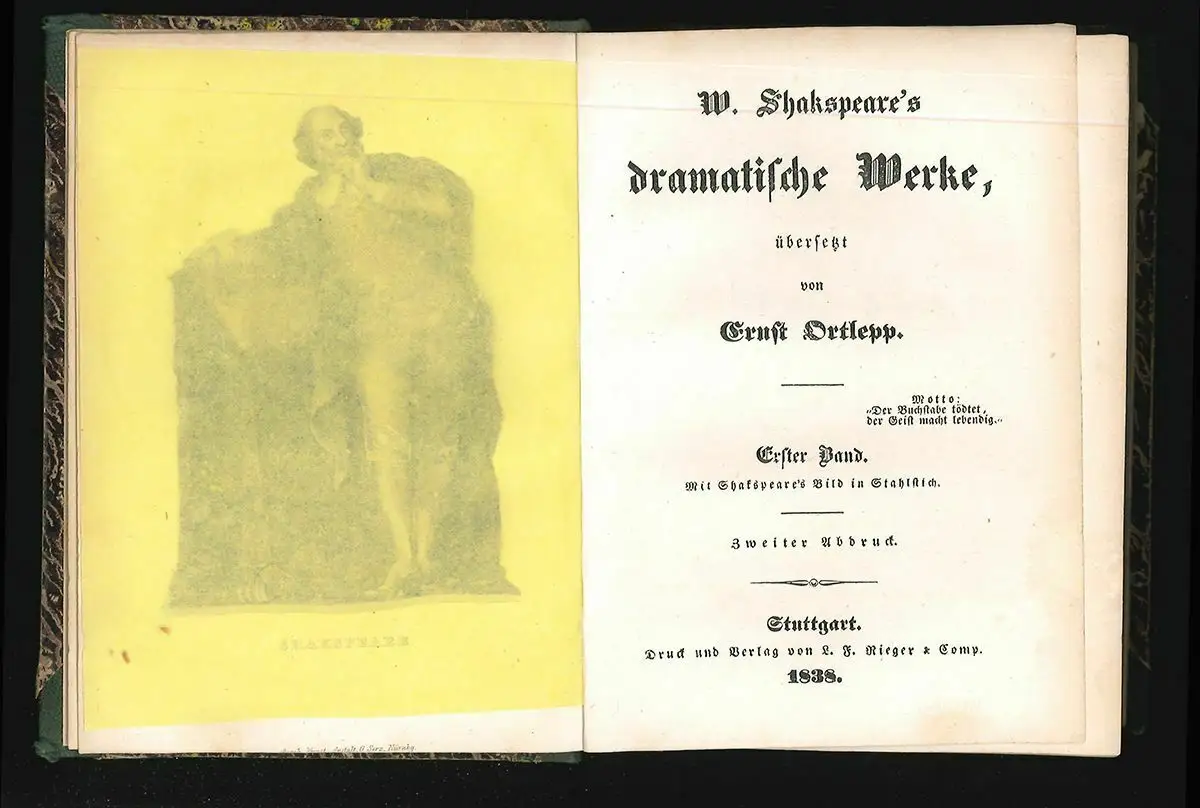 SHAKSPEARE
W. Shakspeare's
dramatiſche Werke,
überſetzt
von
Ernſt Ortlepp.
Motto:
„Der Buchſtabe tödtet,
der Geiſt macht lebendig.“
Erſter Band.
Mit Shakſpeare's Bild in Stahlſtich.
Zweiter Abdruck.
Stuttgart.
Druck und Verlag von L. F. Rieger & Comp.
1838.